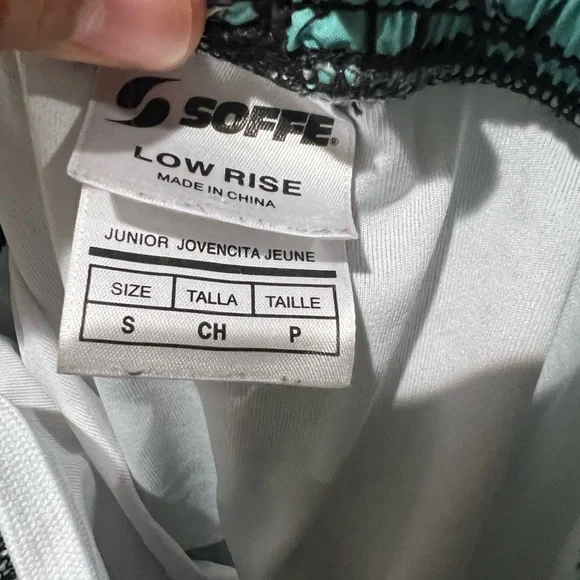 SOFFE®
LOW RISE
MADE IN CHINA
JUNIOR JOVENCITA JEUNE
SIZE TALLA TAILLE
S CH P